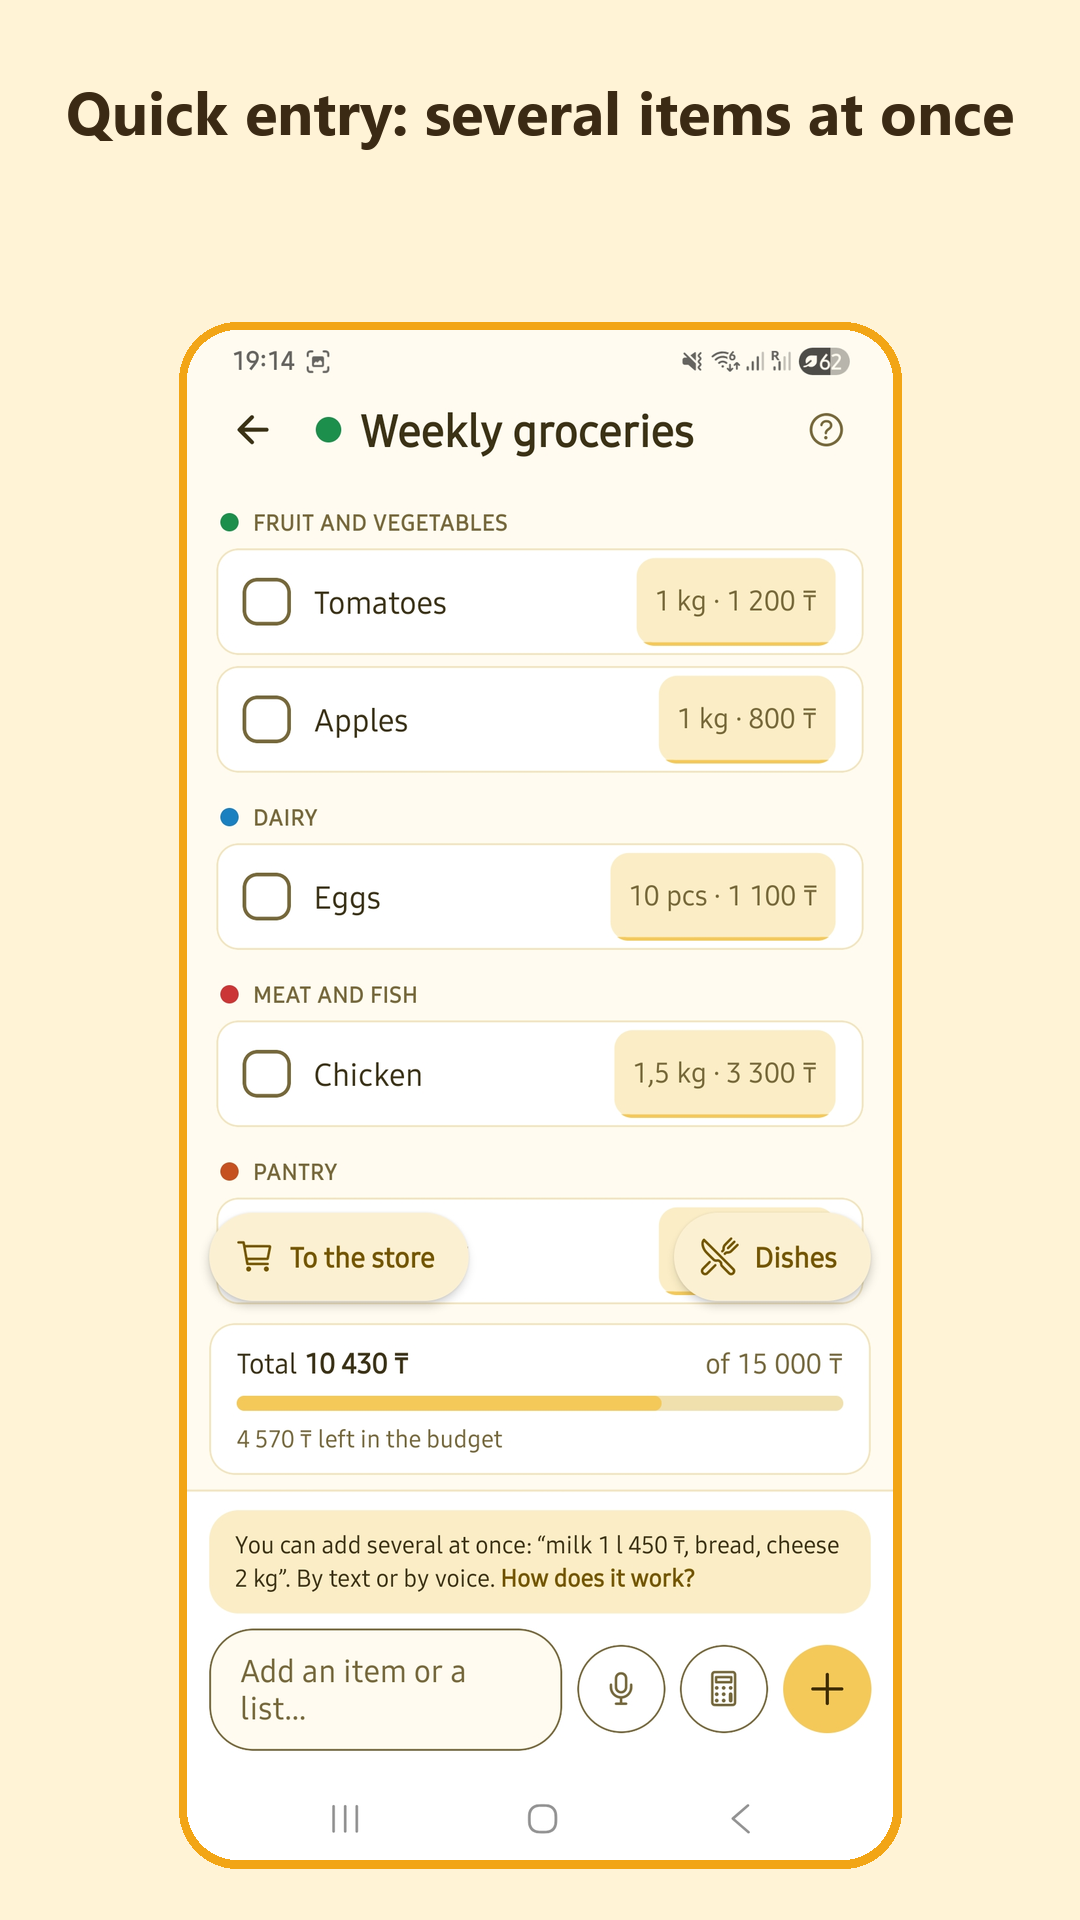 Quick entry: several items at once
19:14
6
R
62
Weekly groceries
FRUIT AND VEGETABLES
Tomatoes
1 kg · 1 200 ₸
Apples
1 kg · 800 ₸
DAIRY
Eggs
10 pcs · 1 100 ₸
MEAT AND FISH
Chicken
1,5 kg · 3 300 ₸
PANTRY
To the store
Dishes
Total 10 430 ₸
of 15 000 ₸
4 570 ₸ left in the budget
You can add several at once: “milk 1 l 450 ₸, bread, cheese
2 kg”. By text or by voice. How does it work?
Add an item or a
list...